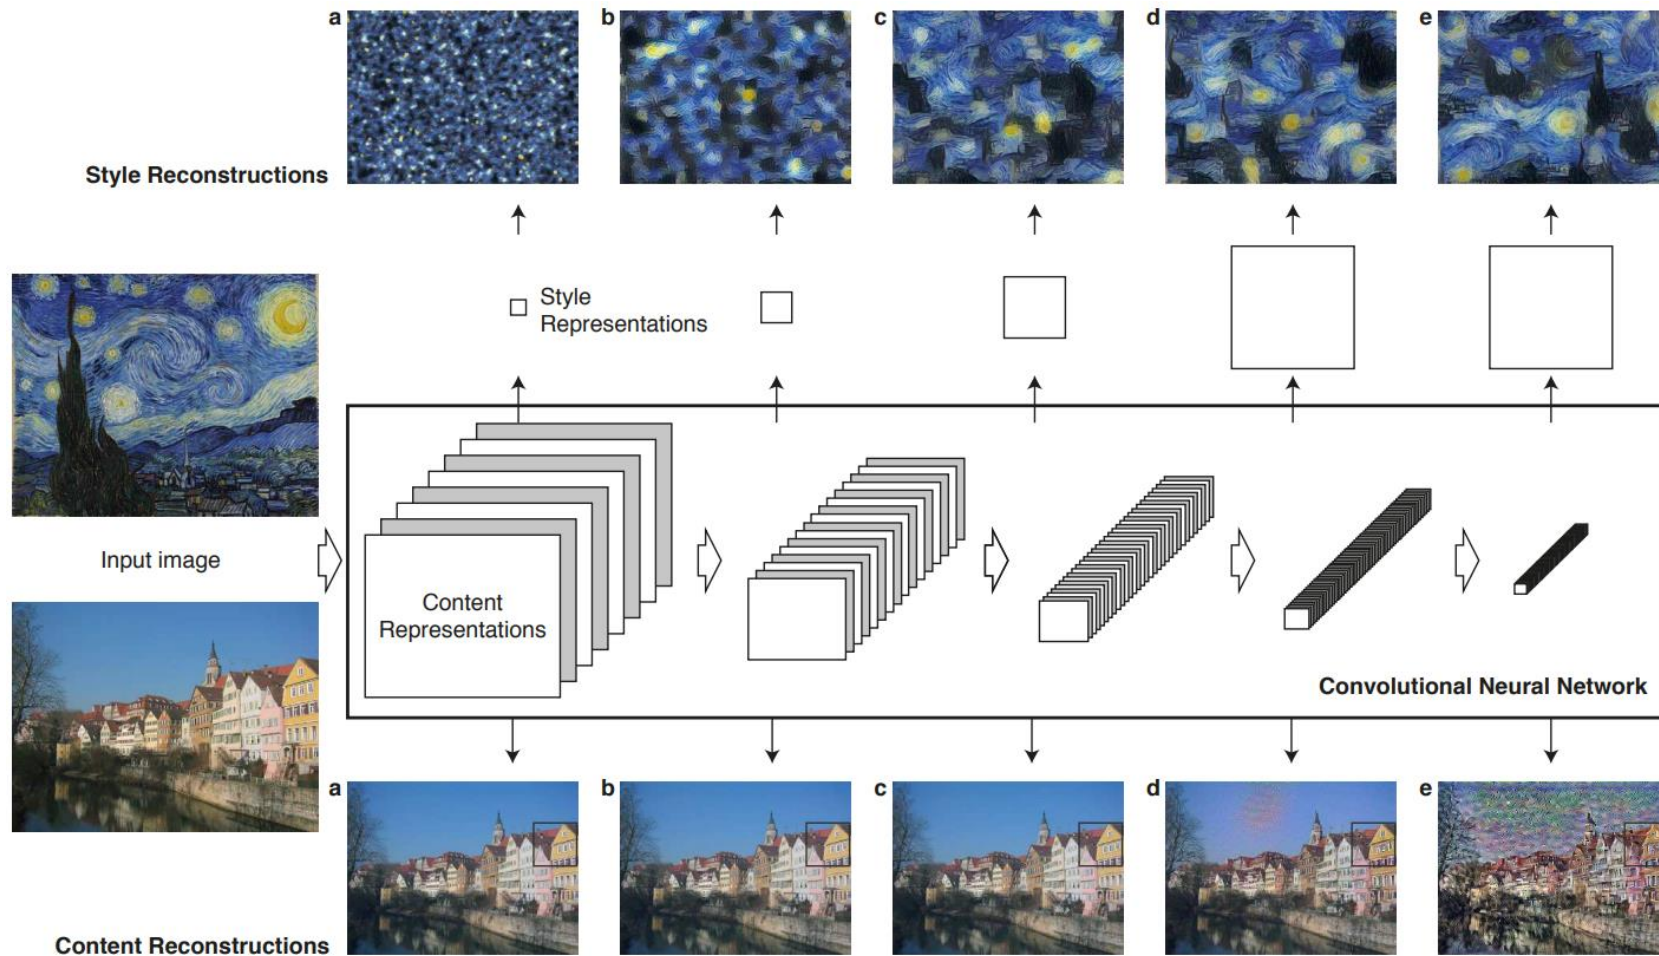 a
b
c
d
e
Style Reconstructions
Style
Representations
Input image
Content
Representations
Convolutional Neural Network
a
b
c
d
e
Content Reconstructions